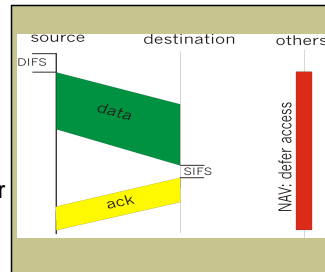 source destination others
DIFS
data
SIFS
ack
NAV: defer access
r